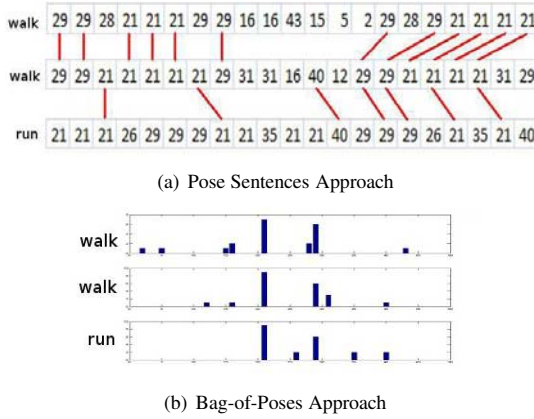 walk 29 29 28 21 21 21 29 29 16 16 43 15 5 2 29 28 29 21 21 21 21 21
walk 29 29 21 21 21 21 21 29 31 31 16 40 12 29 29 21 21 21 21 21 31 29
run 21 21 21 26 29 29 29 21 21 35 21 21 40 29 29 29 26 21 35 21 40
(a) Pose Sentences Approach
walk
walk
run
(b) Bag-of-Poses Approach